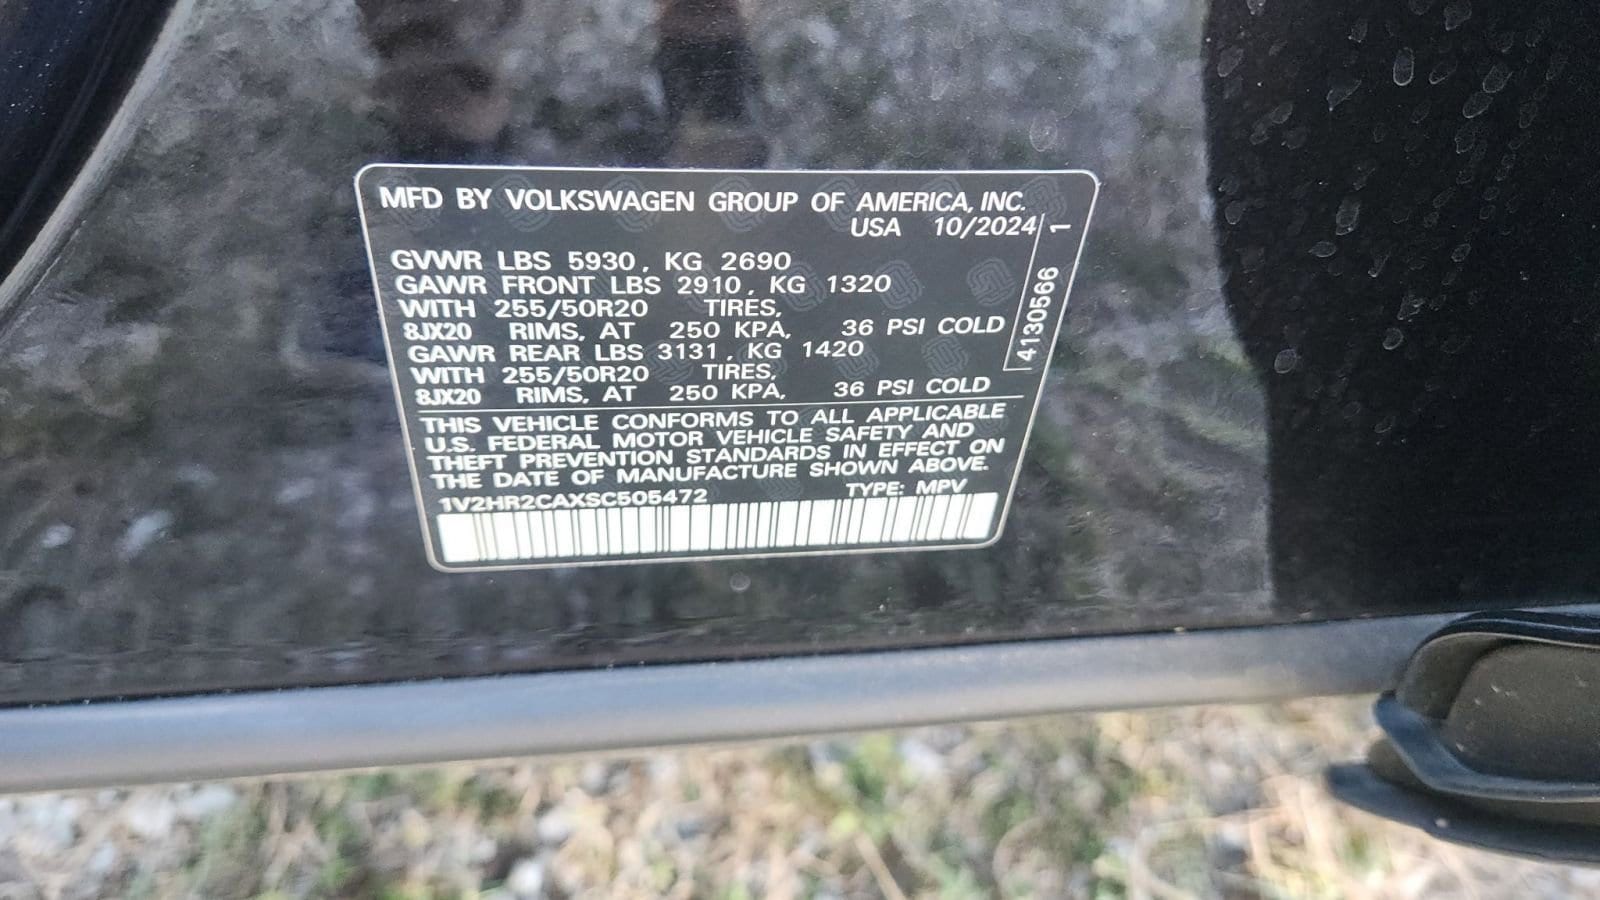 MFD BY VOLKSWAGEN GROUP OF AMERICA, INC.
USA 10/2024
GVWR LBS 5930, KG 2690
GAWR FRONT LBS 2910, KG 1320
WITH 255/50R20 TIRES,
8JX20 RIMS, AT 250 KPA, 36 PSI COLD
GAWR REAR LBS 3131, KG 1420
WITH 255/50R20 TIRES,
8JX20 RIMS, AT 250 KPA, 36 PSI COLD
4130566 1
THIS VEHICLE CONFORMS TO ALL APPLICABLE
U.S. FEDERAL MOTOR VEHICLE SAFETY AND
THEFT PREVENTION STANDARDS IN EFFECT ON
THE DATE OF MANUFACTURE SHOWN ABOVE.
1V2HR2CAXSC505472 TYPE: MPV